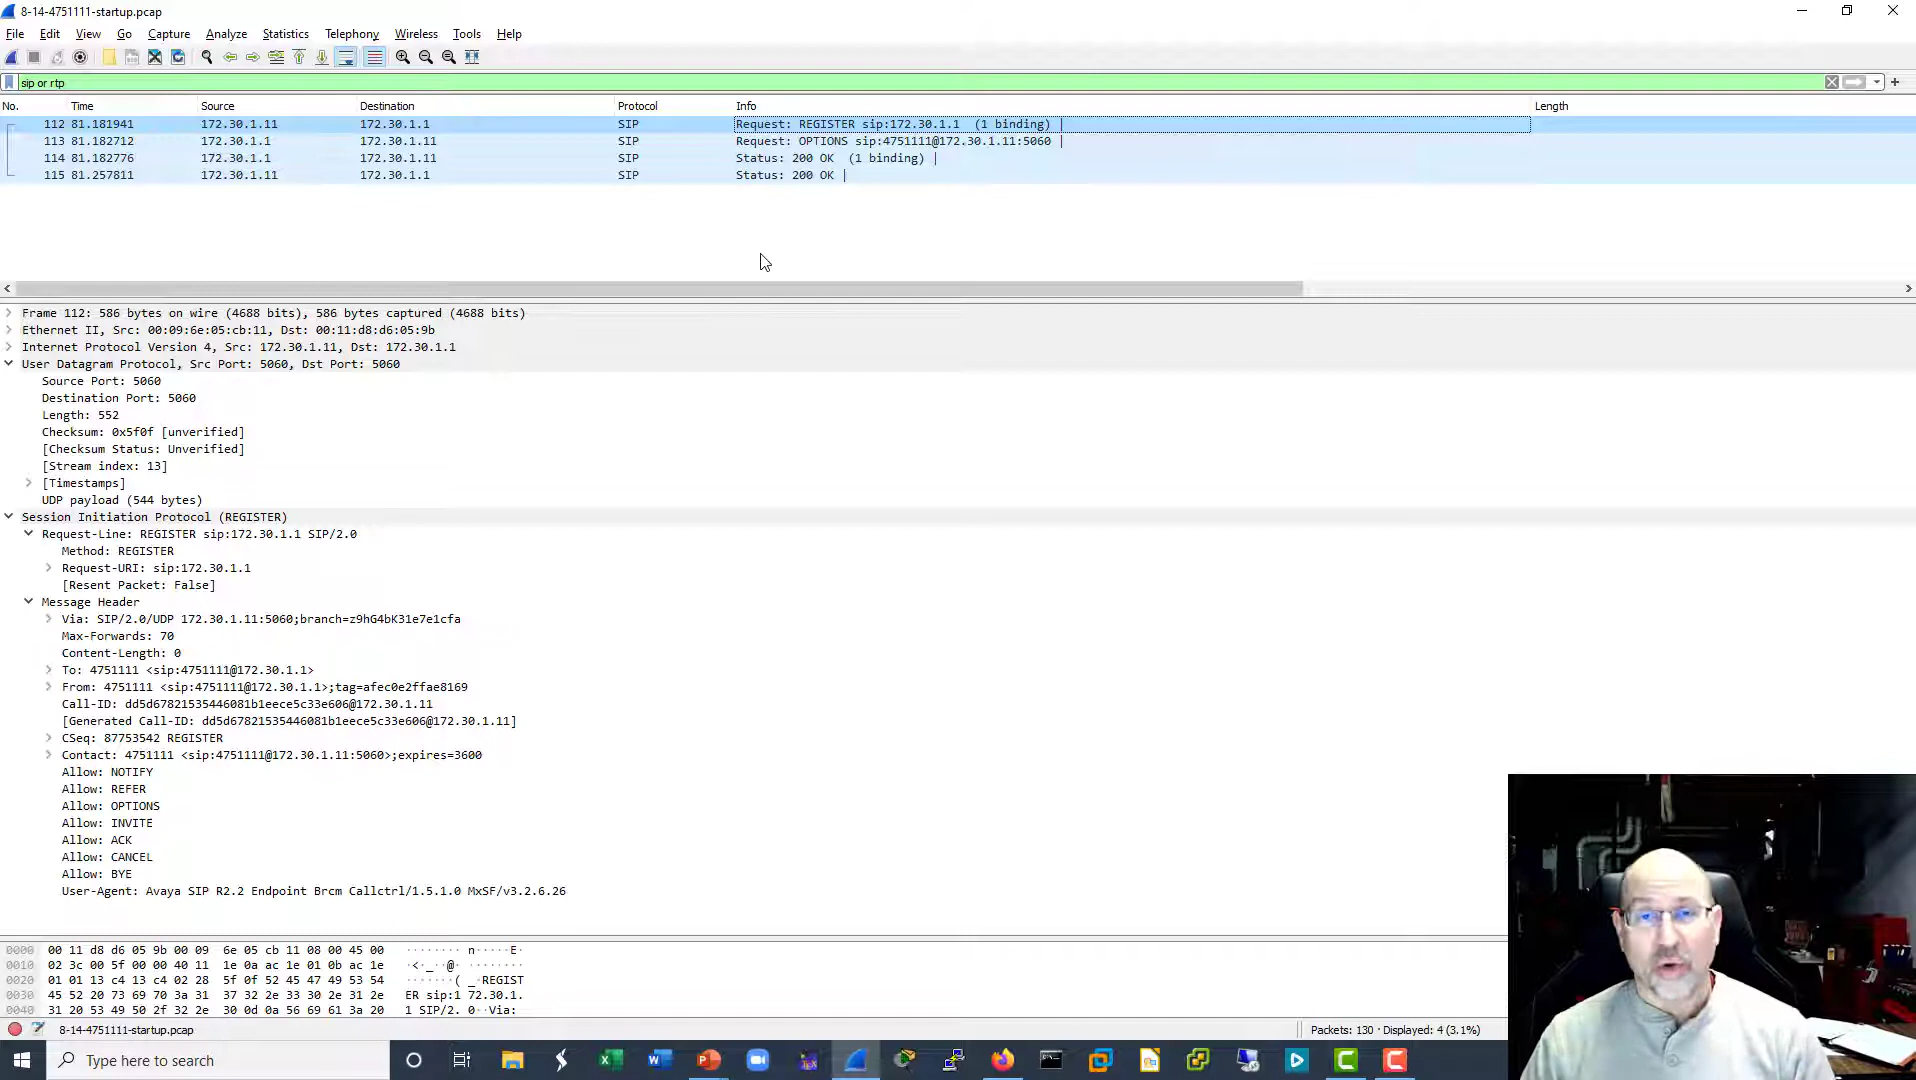 8-14-4751111-startup.pcap
File Edit View Go Capture Analyze Statistics Telephony Wireless Tools Help
sip or rtp
No. Time Source Destination Protocol Info Length
112 81.181941 172.30.1.11 172.30.1.1 SIP Request: REGISTER sip:172.30.1.1 (1 binding) |
113 81.182712 172.30.1.1 172.30.1.11 SIP Request: OPTIONS sip:4751111@172.30.1.11:5060 |
114 81.182776 172.30.1.1 172.30.1.11 SIP Status: 200 OK (1 binding) |
115 81.257811 172.30.1.11 172.30.1.1 SIP Status: 200 OK |
Frame 112: 586 bytes on wire (4688 bits), 586 bytes captured (4688 bits)
Ethernet II, Src: 00:09:6e:05:cb:11, Dst: 00:11:d8:d6:05:9b
Internet Protocol Version 4, Src: 172.30.1.11, Dst: 172.30.1.1
User Datagram Protocol, Src Port: 5060, Dst Port: 5060
Source Port: 5060
Destination Port: 5060
Length: 552
Checksum: 0x5f0f [unverified]
[Checksum Status: Unverified]
[Stream index: 13]
[Timestamps]
UDP payload (544 bytes)
Session Initiation Protocol (REGISTER)
Request-Line: REGISTER sip:172.30.1.1 SIP/2.0
Method: REGISTER
Request-URI: sip:172.30.1.1
[Resent Packet: False]
Message Header
Via: SIP/2.0/UDP 172.30.1.11:5060;branch=z9hG4bK31e7e1cfa
Max-Forwards: 70
Content-Length: 0
To: 4751111 <sip:4751111@172.30.1.1>
From: 4751111 <sip:4751111@172.30.1.1>;tag=afec0e2ffae8169
Call-ID: dd5d67821535446081b1eece5c33e606@172.30.1.11
[Generated Call-ID: dd5d67821535446081b1eece5c33e606@172.30.1.11]
CSeq: 87753542 REGISTER
Contact: 4751111 <sip:4751111@172.30.1.11:5060>;expires=3600
Allow: NOTIFY
Allow: REFER
Allow: OPTIONS
Allow: INVITE
Allow: ACK
Allow: CANCEL
Allow: BYE
User-Agent: Avaya SIP R2.2 Endpoint Brcm Callctrl/1.5.1.0 MxSF/v3.2.6.26
0000 00 11 d8 d6 05 9b 00 09 6e 05 cb 11 08 00 45 00 ········ n·····E·
0010 02 3c 00 5f 00 00 40 11 1e 0a ac 1e 01 0b ac 1e ·<·_··@· ········
0020 01 01 13 c4 13 c4 02 28 5f 0f 52 45 47 49 53 54 ·······( _·REGIST
0030 45 52 20 73 69 70 3a 31 37 32 2e 33 30 2e 31 2e ER sip:1 72.30.1.
0040 31 20 53 49 50 2f 32 2e 30 0d 0a 56 69 61 3a 20 1 SIP/2. 0··Via:
8-14-4751111-startup.pcap Packets: 130 · Displayed: 4 (3.1%)
Type here to search